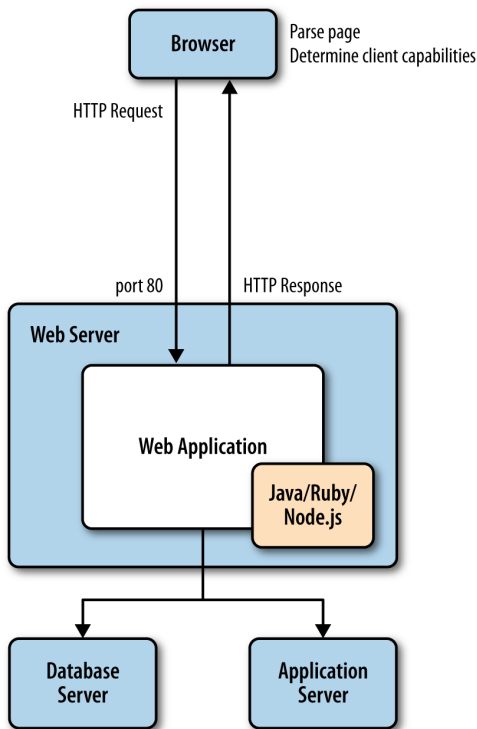 Browser
Parse page
Determine client capabilities
HTTP Request
port 80
HTTP Response
Web Server
Web Application
Java/Ruby/
Node.js
Database
Server
Application
Server